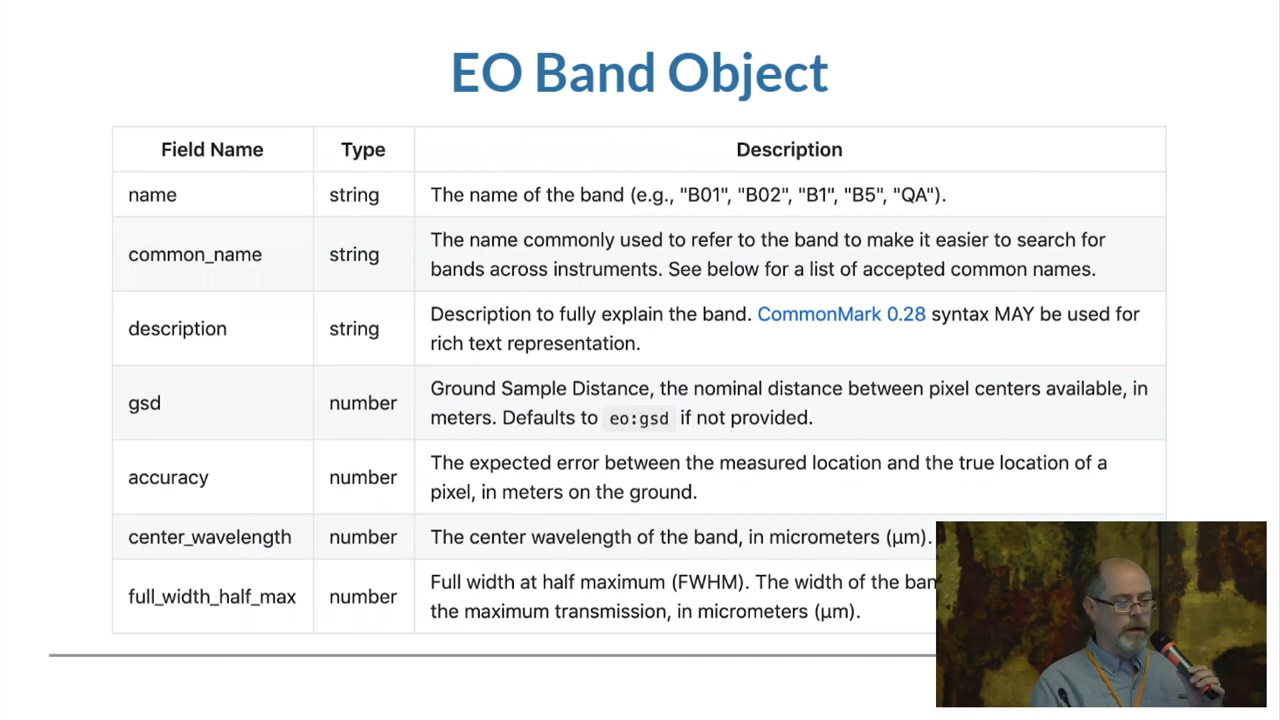 EO Band Object
Field Name Type Description
name string The name of the band (e.g., "B01", "B02", "B1", "B5", "QA").
common_name string The name commonly used to refer to the band to make it easier to search for
bands across instruments. See below for a list of accepted common names.
description string Description to fully explain the band. CommonMark 0.28 syntax MAY be used for
rich text representation.
gsd number Ground Sample Distance, the nominal distance between pixel centers available, in
meters. Defaults to eo:gsd if not provided.
accuracy number The expected error between the measured location and the true location of a
pixel, in meters on the ground.
center_wavelength number The center wavelength of the band, in micrometers (μm).
full_width_half_max number Full width at half maximum (FWHM). The width of the
the maximum transmission, in micrometers (μm).